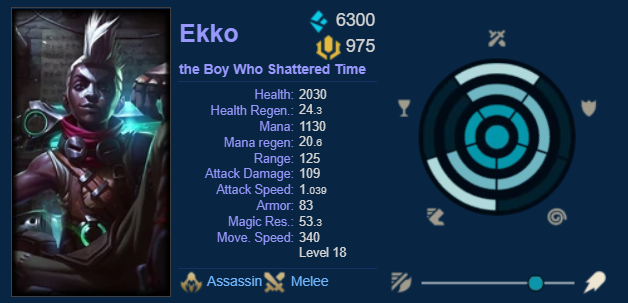 Ekko
6300
975
the Boy Who Shattered Time
Health: 2030
Health Regen.: 24.3
Mana: 1130
Mana regen: 20.6
Range: 125
Attack Damage: 109
Attack Speed: 1.039
Armor: 83
Magic Res.: 53.3
Move. Speed: 340
Level 18
Assassin Melee